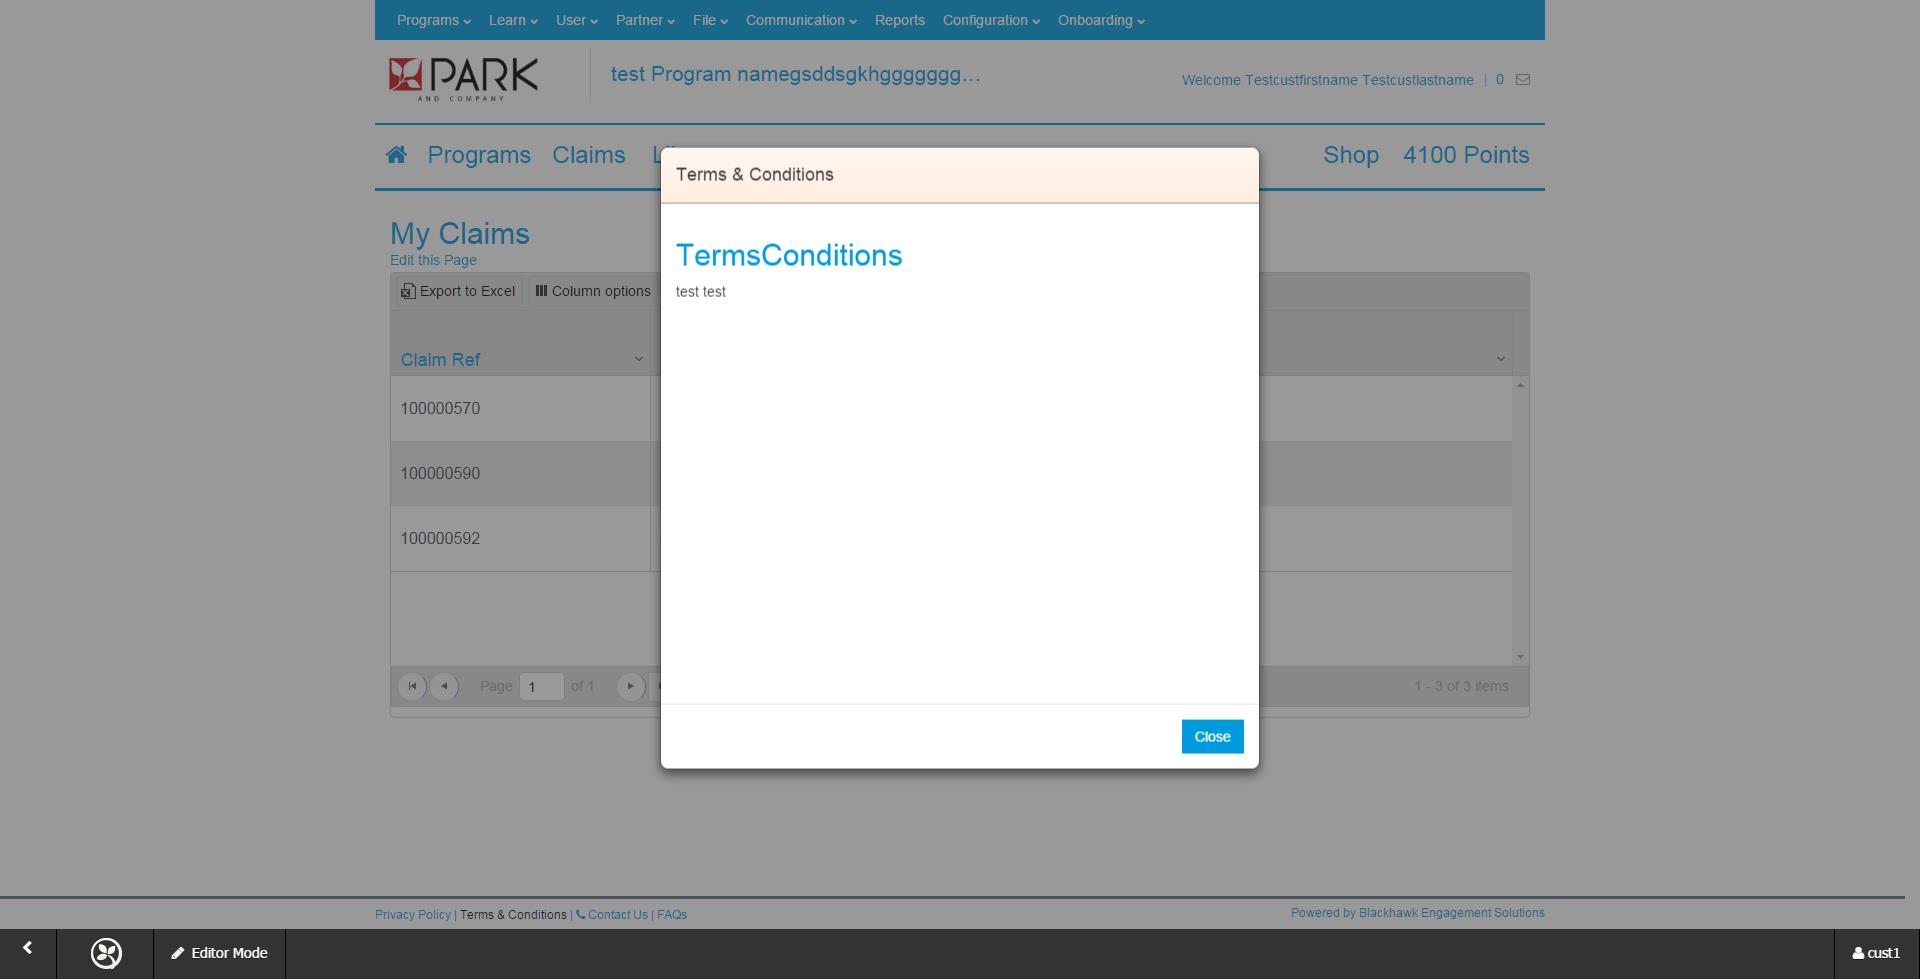 Programs Learn User Partner File Communication Reports Configuration Onboarding
PARK
AND COMPANY
test Program namegsddsgkhggggggg...
Welcome Testcustfirstname Testcustlastname | 0
Programs Claims
Shop 4100 Points
Terms & Conditions
My Claims
Edit this Page
TermsConditions
test test
Export to Excel Column options
Claim Ref
100000570
100000590
100000592
Page 1 of 1
1 - 3 of 3 items
Close
Privacy Policy | Terms & Conditions | Contact Us | FAQs
Powered by Blackhawk Engagement Solutions
Editor Mode
cust1